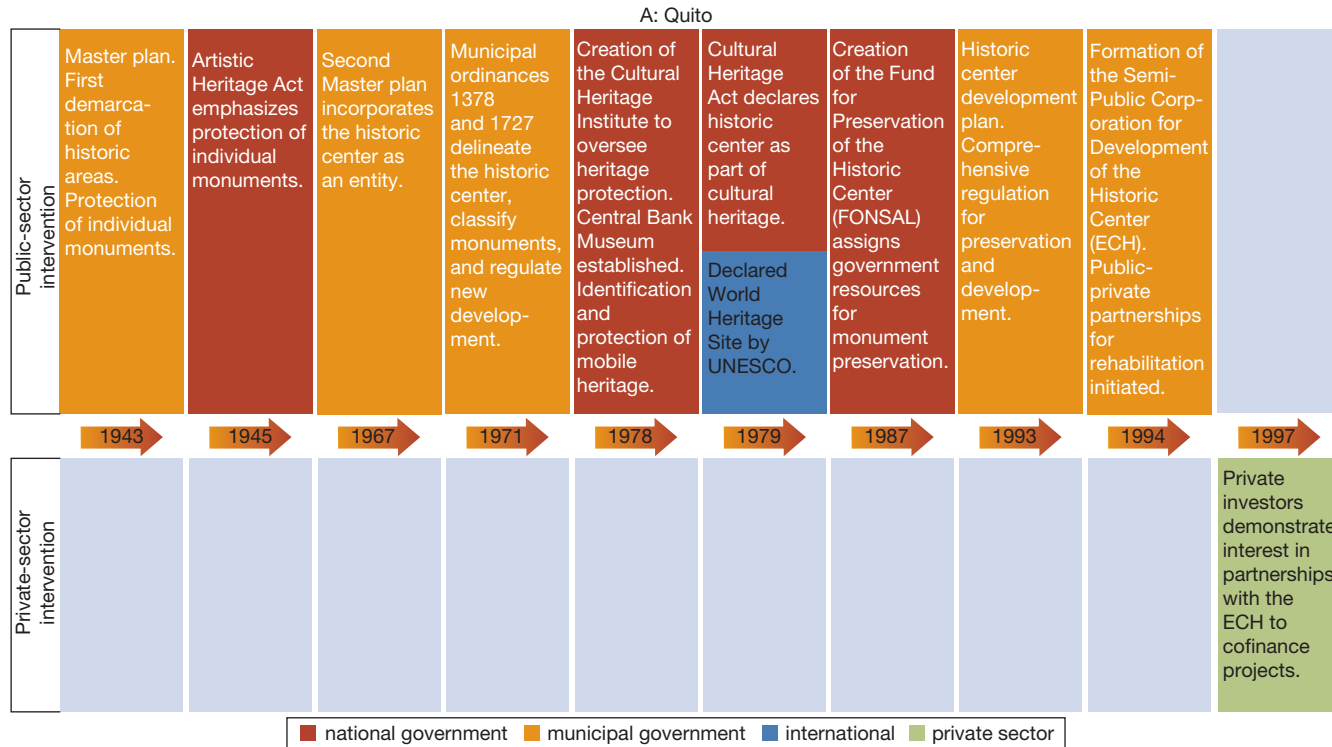 A: Quito
Public-sector
intervention
Master plan.
First
demarca-
tion of
historic
areas.
Protection
of individual
monuments.
Artistic
Heritage Act
emphasizes
protection of
individual
monuments.
Second
Master plan
incorporates
the historic
center as
an entity.
Municipal
ordinances
1378
and 1727
delineate
the historic
center,
classify
monuments,
and regulate
new
develop-
ment.
Creation of
the Cultural
Heritage
Institute to
oversee
heritage
protection.
Central Bank
Museum
established.
Identification
and
protection of
mobile
heritage.
Cultural
Heritage
Act declares
historic
center as
part of
cultural
heritage.
Declared
World
Heritage
Site by
UNESCO.
Creation
of the Fund
for
Preservation
of the
Historic
Center
(FONSAL)
assigns
government
resources
for
monument
preservation.
Historic
center
development
plan.
Compre-
hensive
regulation
for
preservation
and
develop-
ment.
Formation of
the Semi-
Public Corp-
oration for
Development
of the
Historic
Center
(ECH).
Public-
private
partnerships
for
rehabilitation
initiated.
1943
1945
1967
1971
1978
1979
1987
1993
1994
1997
Private-sector
intervention
Private
investors
demonstrate
interest in
partnerships
with the
ECH to
cofinance
projects.
national government
municipal government
international
private sector